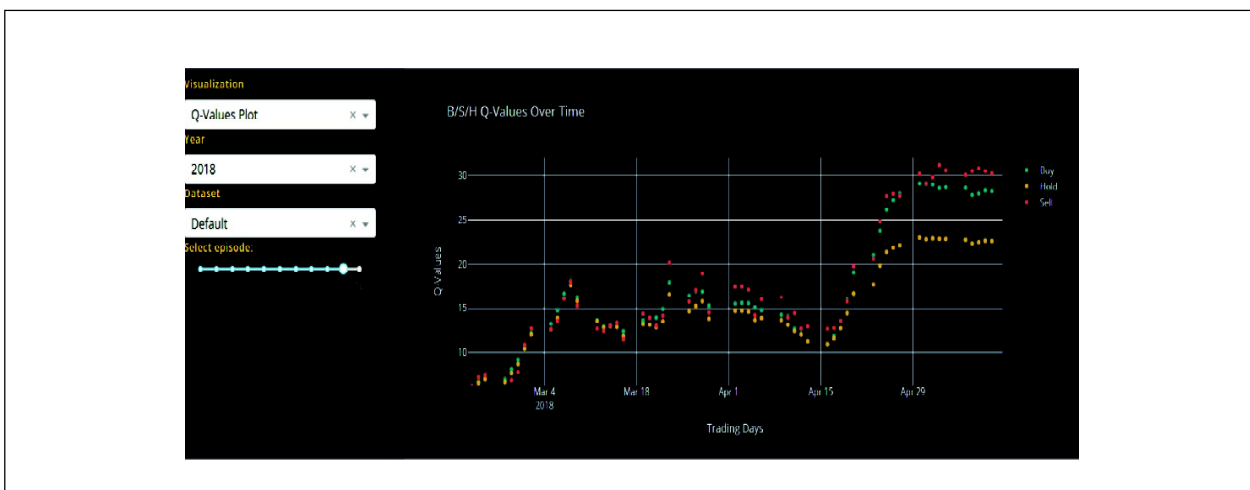 Visualization
Q-Values Plot
Year
2018
Dataset
Default
Select episode:
B/S/H Q-Values Over Time
30
25
20
15
10
Q-Values
Mar 4
2018
Mar 18
Apr 1
Apr 15
Apr 29
Trading Days
Buy
Hold
Sell